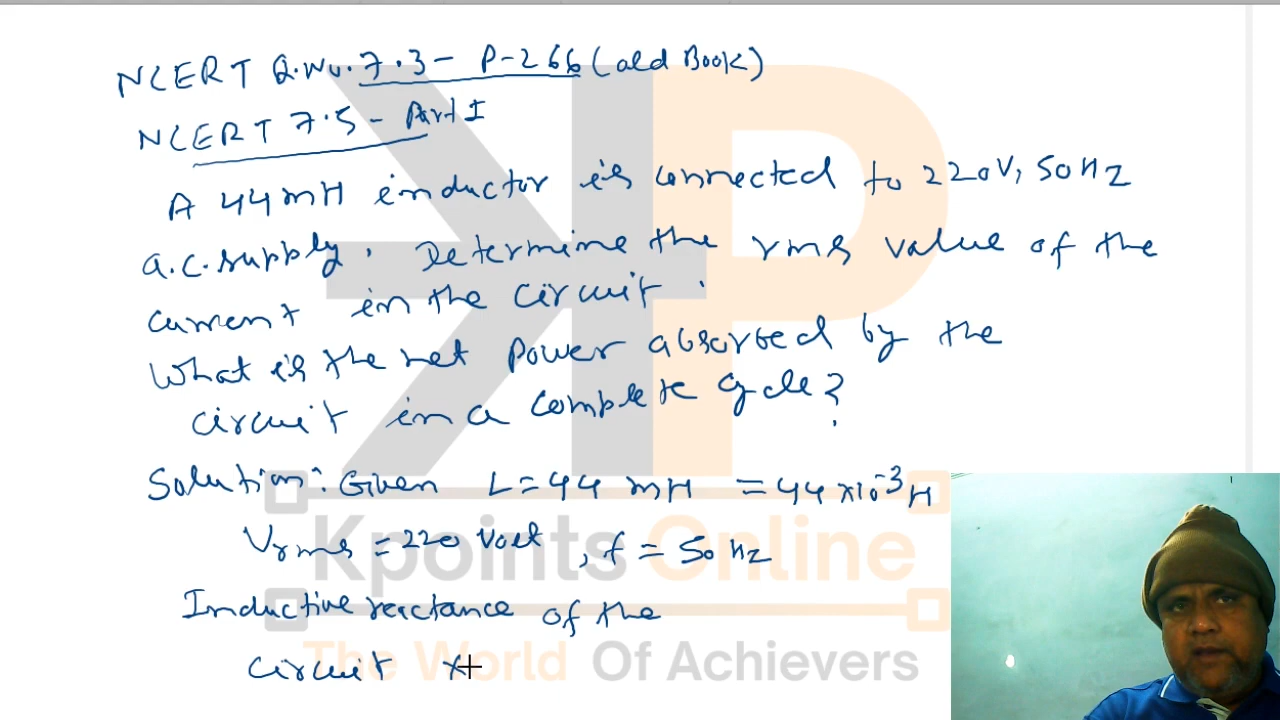 NCERT Q.No. 7.3 - P-266 (old Book)
NCERT 7.5 - Part I
A 44mH inductor is connected to 220V, 50Hz
a.c. supply. Determine the rms value of the
current in the circuit.
What is the net power absorbed by the
circuit in a complete cycle?
Solution: Given L = 44 mH = 44 x10⁻³ H
Vrms = 220 Volt, f = 50 Hz
Kpoints Online
Inductive reactance of the
circuit X
The World Of Achievers